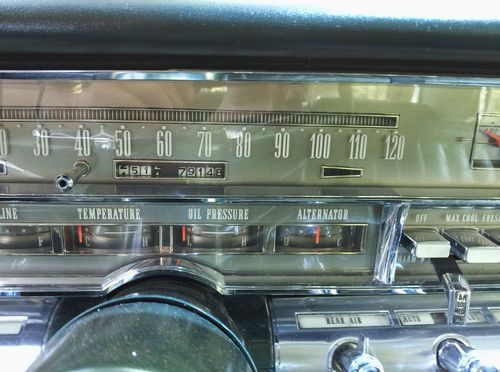 30 40 50 60 70 80 90 100 110 120
TEMPERATURE OIL PRESSURE ALTERNATOR OFF MAX COOL
C H
REAR AIR AUTO